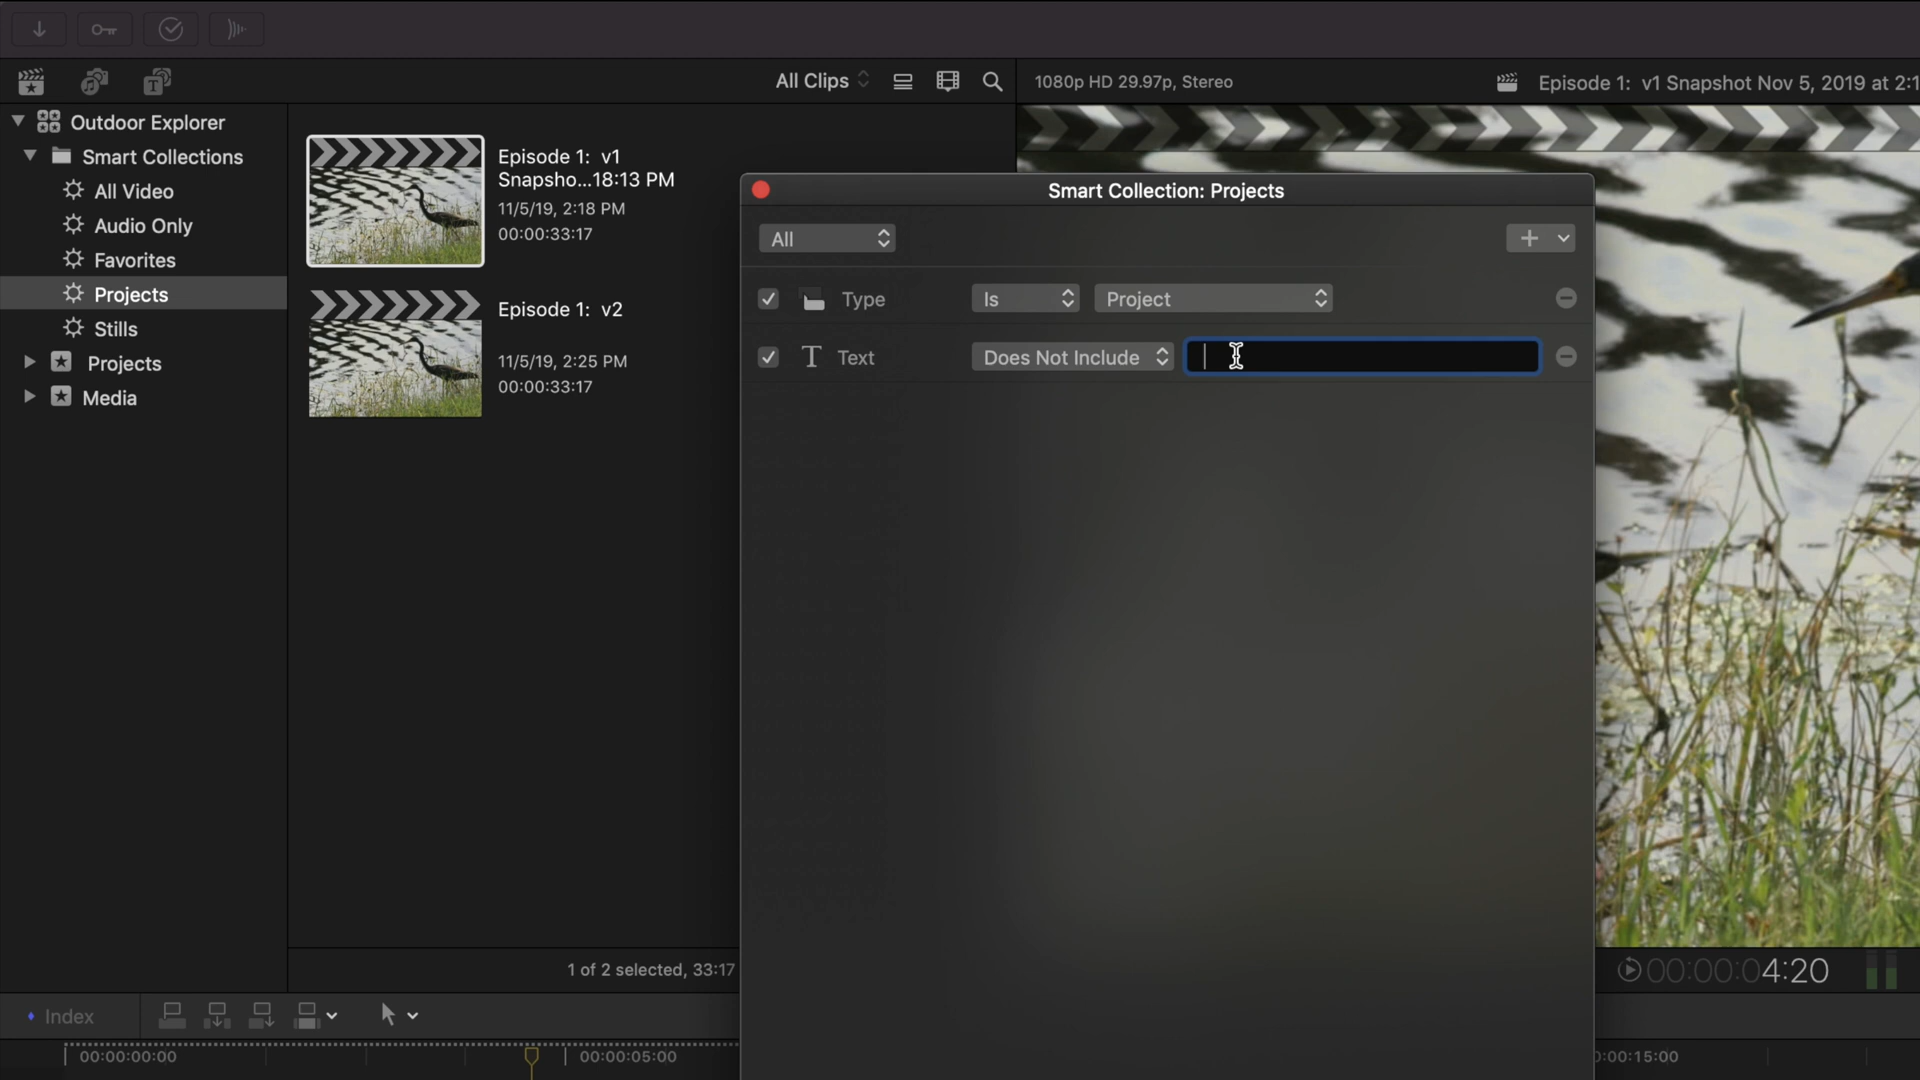 All Clips
1080p HD 29.97p, Stereo
Episode 1: v1 Snapshot Nov 5, 2019 at 2:1
Outdoor Explorer
Smart Collections
All Video
Audio Only
Favorites
Projects
Stills
Projects
Media
Episode 1: v1
Snapsho...18:13 PM
11/5/19, 2:18 PM
00:00:33:17
Episode 1: v2
11/5/19, 2:25 PM
00:00:33:17
Smart Collection: Projects
All
Type
Is
Project
T Text
Does Not Include
1 of 2 selected, 33:17
00:00:04:20
Index
00:00:00:00
00:00:05:00
0:00:15:00